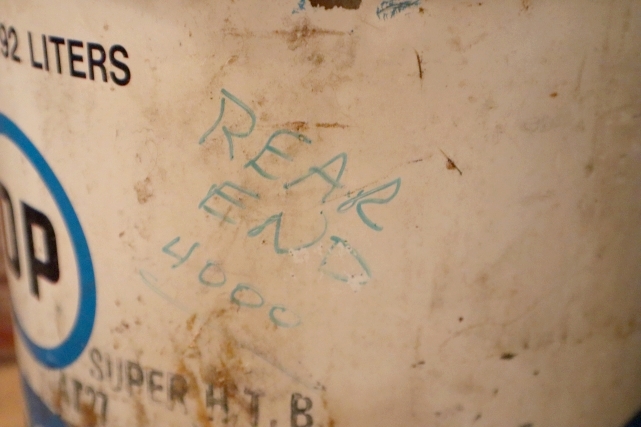 92 LITERS
OP
REAR
END
4000
SUPER H.T.B.